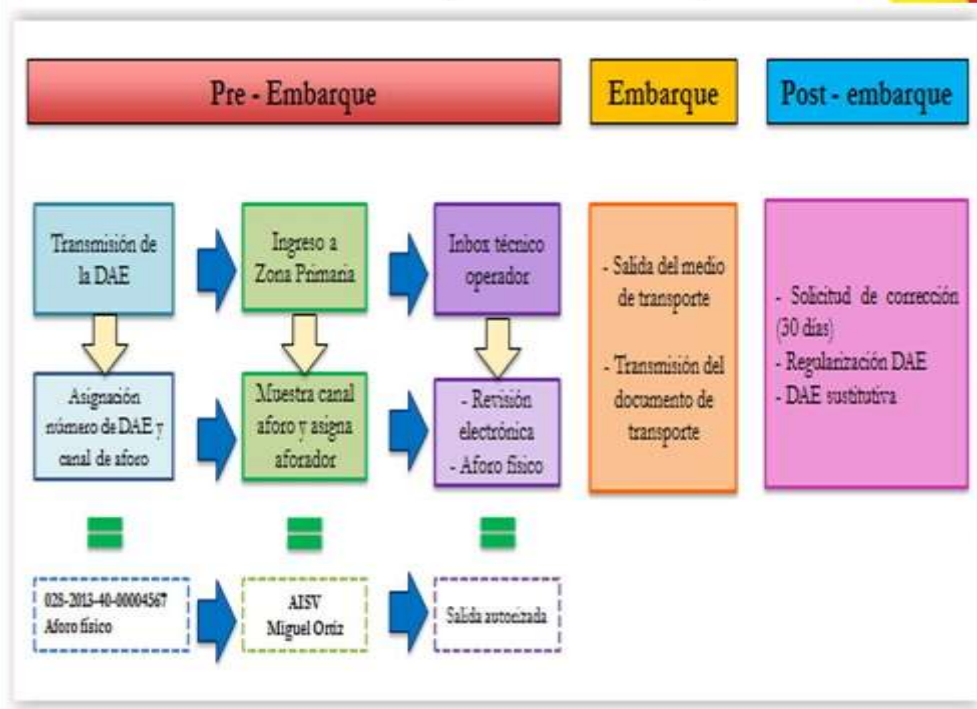 Pre - Embarque
Embarque
Post - embarque
Transmisión de
la DAE
Ingreso a
Zona Primaria
Inbox técnico
operador
Asignación
número de DAE y
canal de aforo
Muestra canal
aforo y asigna
aforador
- Revisión
electrónica
- Aforo físico
028-2013-40-00004567
Aforo físico
AISV
Miguel Ortiz
Salida autorizada
- Salida del medio
de transporte
- Transmisión del
documento de
transporte
- Solicitud de corrección
(30 días)
- Regularización DAE
- DAE sustitutiva